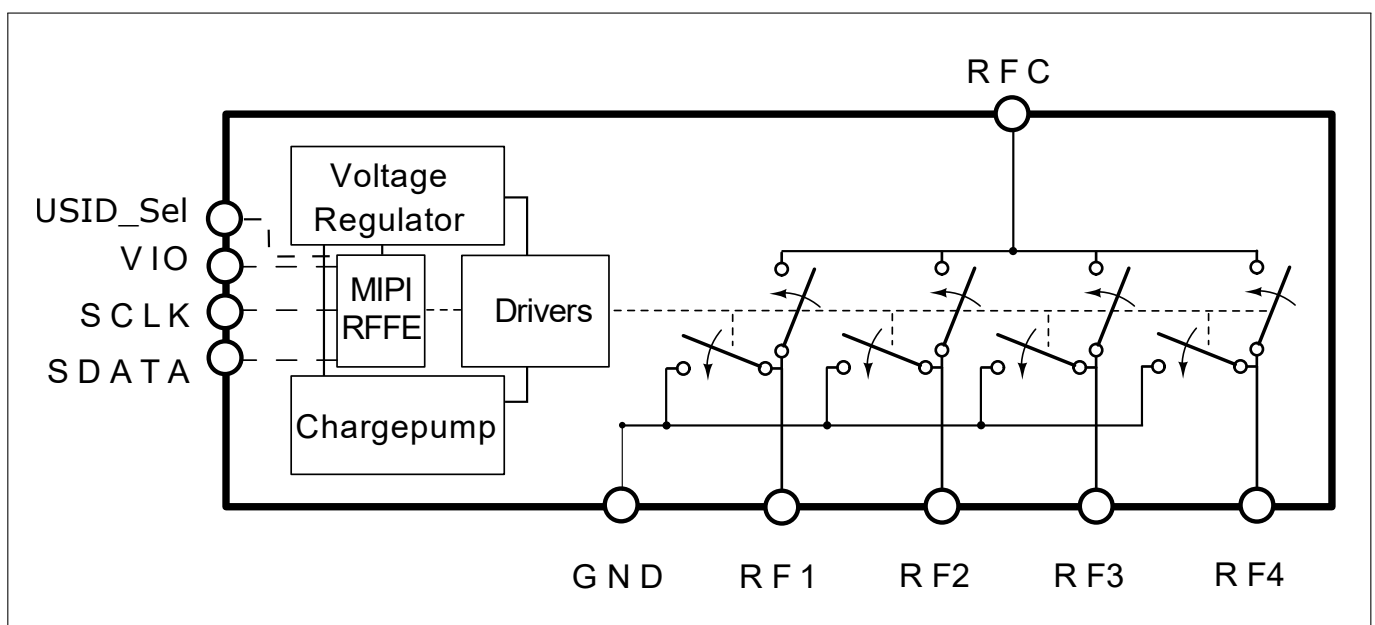 RFC
Voltage
Regulator
USID_Sel
VIO
SCLK
SDATA
MIPI
RFFE
Drivers
Chargepump
GND RF1 RF2 RF3 RF4